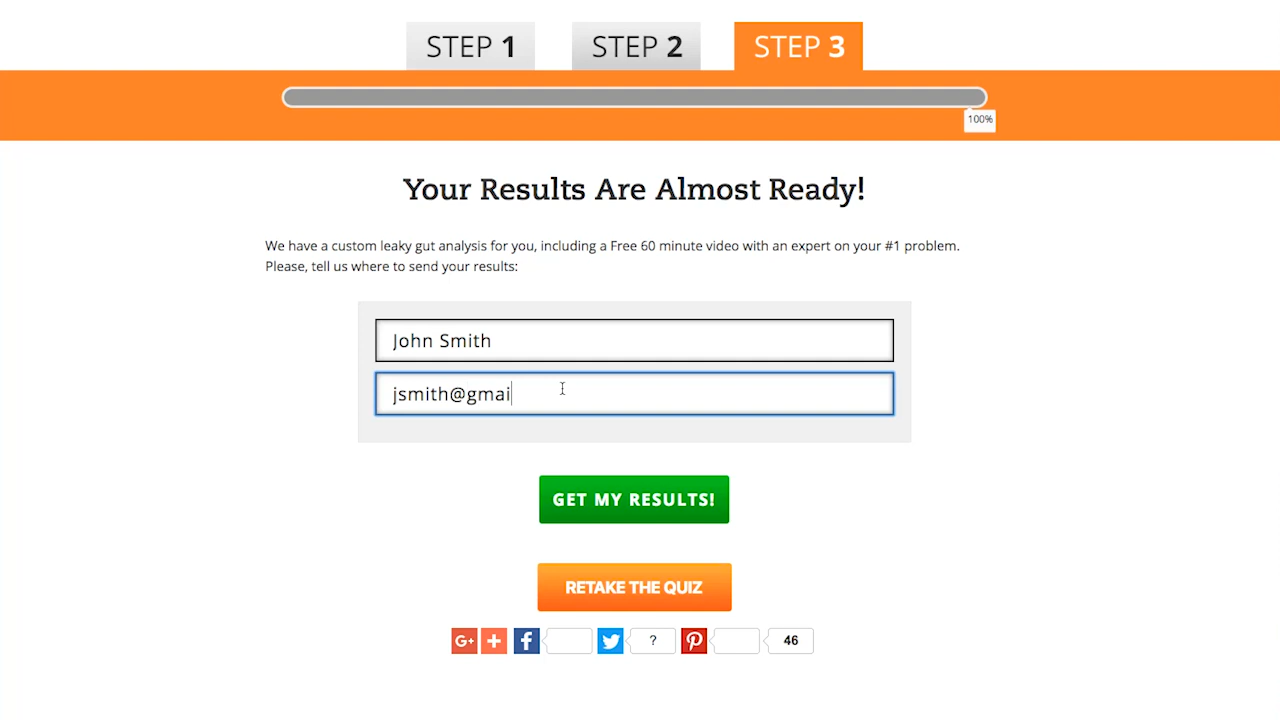 STEP 1 STEP 2 STEP 3
100%
Your Results Are Almost Ready!
We have a custom leaky gut analysis for you, including a Free 60 minute video with an expert on your #1 problem.
Please, tell us where to send your results:
John Smith
jsmith@gmai
GET MY RESULTS!
RETAKE THE QUIZ
G+ + f ? 46